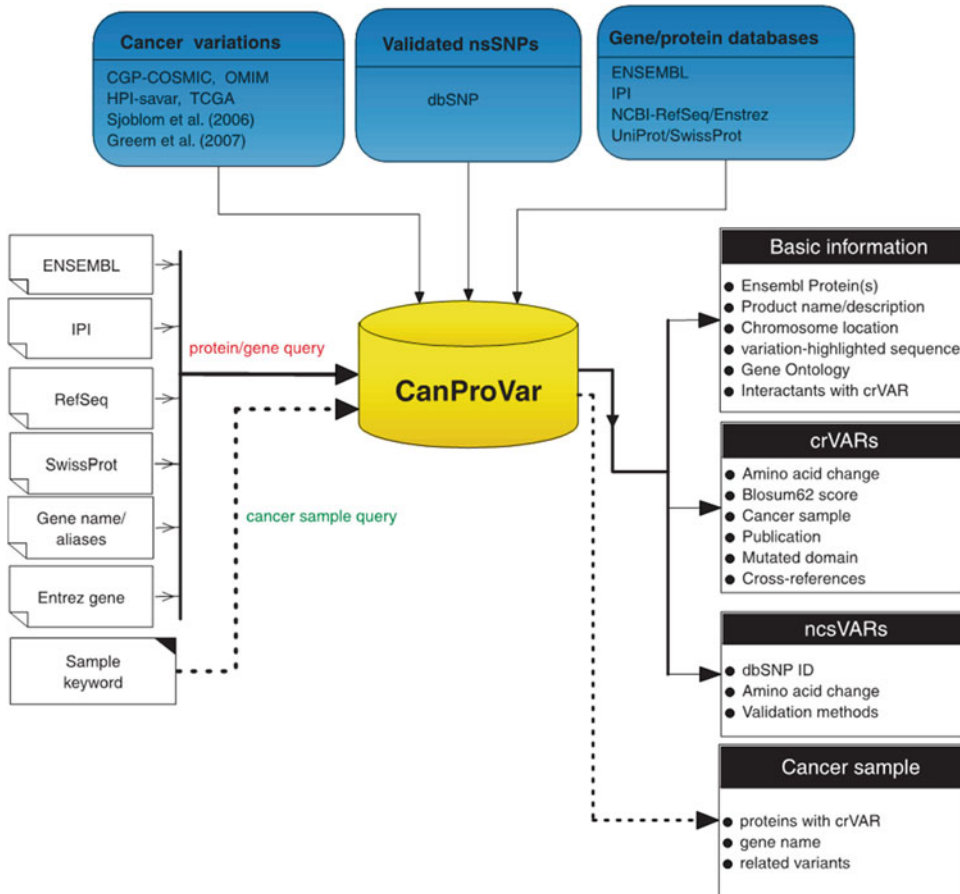 Cancer variations
CGP-COSMIC, OMIM
HPI-savar, TCGA
Sjoblom et al. (2006)
Greem et al. (2007)
Validated nsSNPs
dbSNP
Gene/protein databases
ENSEMBL
IPI
NCBI-RefSeq/Enstrez
UniProt/SwissProt
ENSEMBL
IPI
RefSeq
SwissProt
Gene name/
aliases
Entrez gene
Sample
keyword
protein/gene query
cancer sample query
CanProVar
Basic information
● Ensembl Protein(s)
● Product name/description
● Chromosome location
● variation-highlighted sequence
● Gene Ontology
● Interactants with crVAR
crVARs
● Amino acid change
● Blosum62 score
● Cancer sample
● Publication
● Mutated domain
● Cross-references
ncsVARs
● dbSNP ID
● Amino acid change
● Validation methods
Cancer sample
● proteins with crVAR
● gene name
● related variants